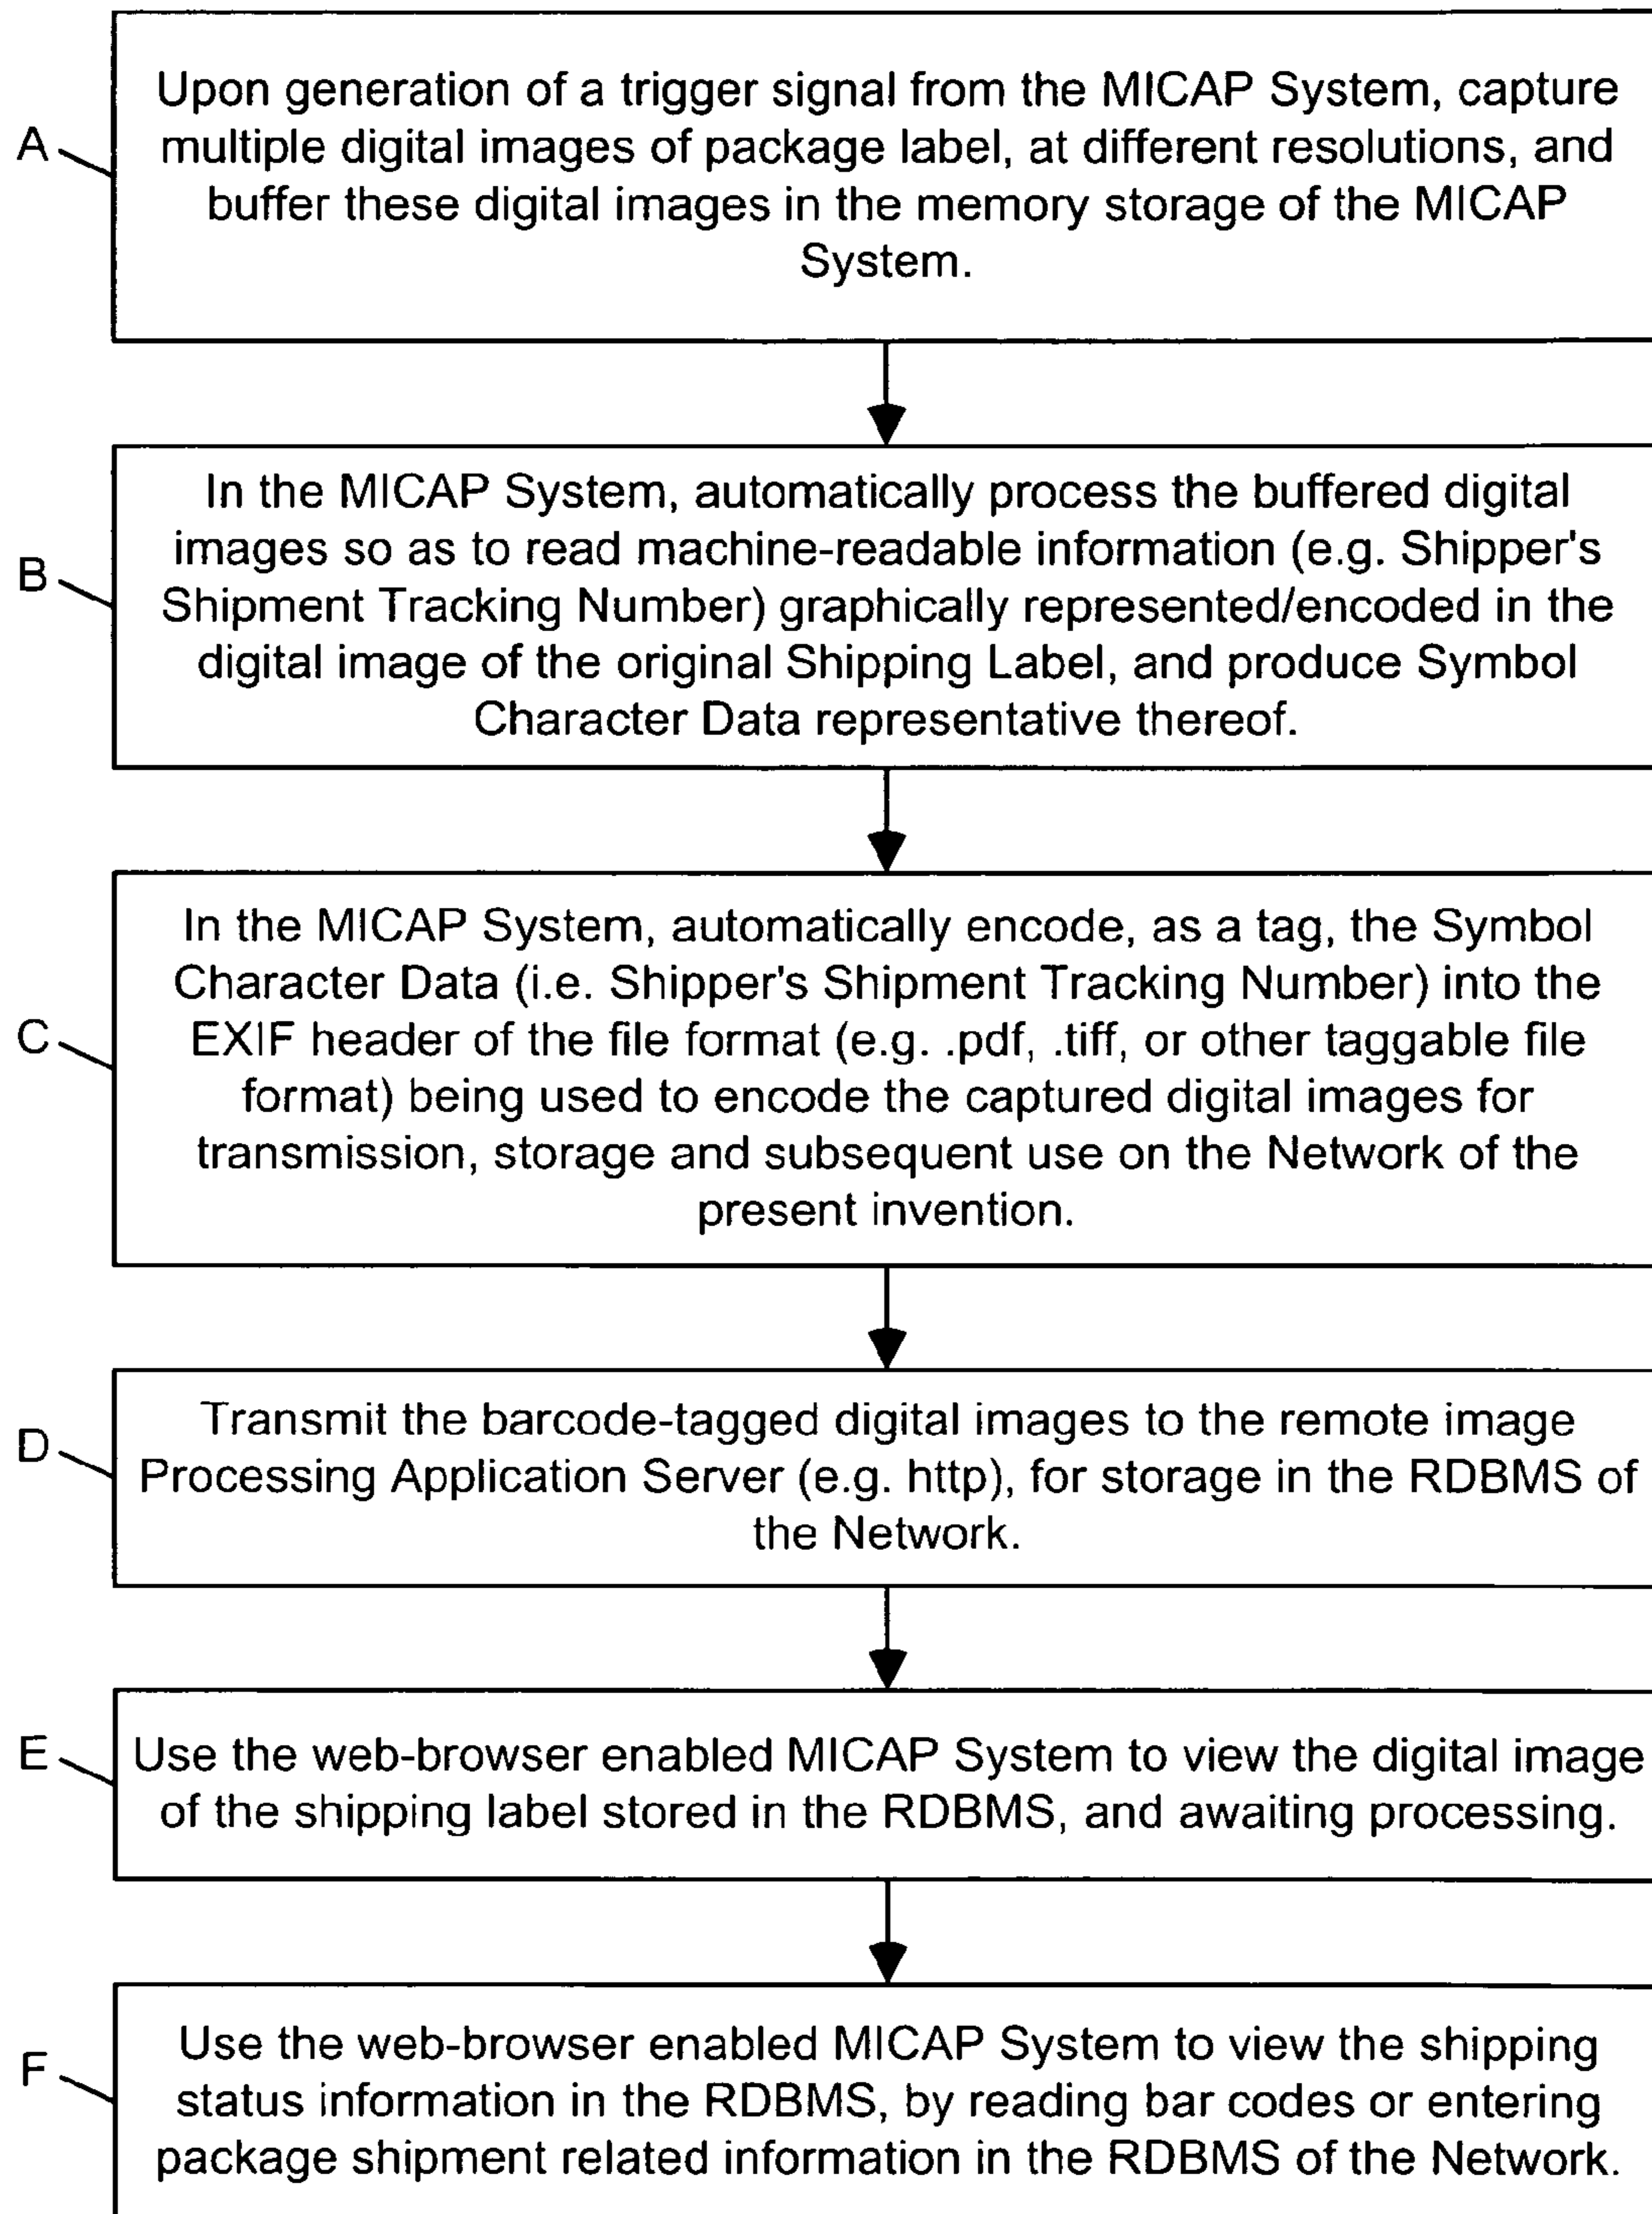 A
Upon generation of a trigger signal from the MICAP System, capture
multiple digital images of package label, at different resolutions, and
buffer these digital images in the memory storage of the MICAP
System.
B
In the MICAP System, automatically process the buffered digital
images so as to read machine-readable information (e.g. Shipper's
Shipment Tracking Number) graphically represented/encoded in the
digital image of the original Shipping Label, and produce Symbol
Character Data representative thereof.
C
In the MICAP System, automatically encode, as a tag, the Symbol
Character Data (i.e. Shipper's Shipment Tracking Number) into the
EXIF header of the file format (e.g. .pdf, .tiff, or other taggable file
format) being used to encode the captured digital images for
transmission, storage and subsequent use on the Network of the
present invention.
D
Transmit the barcode-tagged digital images to the remote image
Processing Application Server (e.g. http), for storage in the RDBMS of
the Network.
E
Use the web-browser enabled MICAP System to view the digital image
of the shipping label stored in the RDBMS, and awaiting processing.
F
Use the web-browser enabled MICAP System to view the shipping
status information in the RDBMS, by reading bar codes or entering
package shipment related information in the RDBMS of the Network.